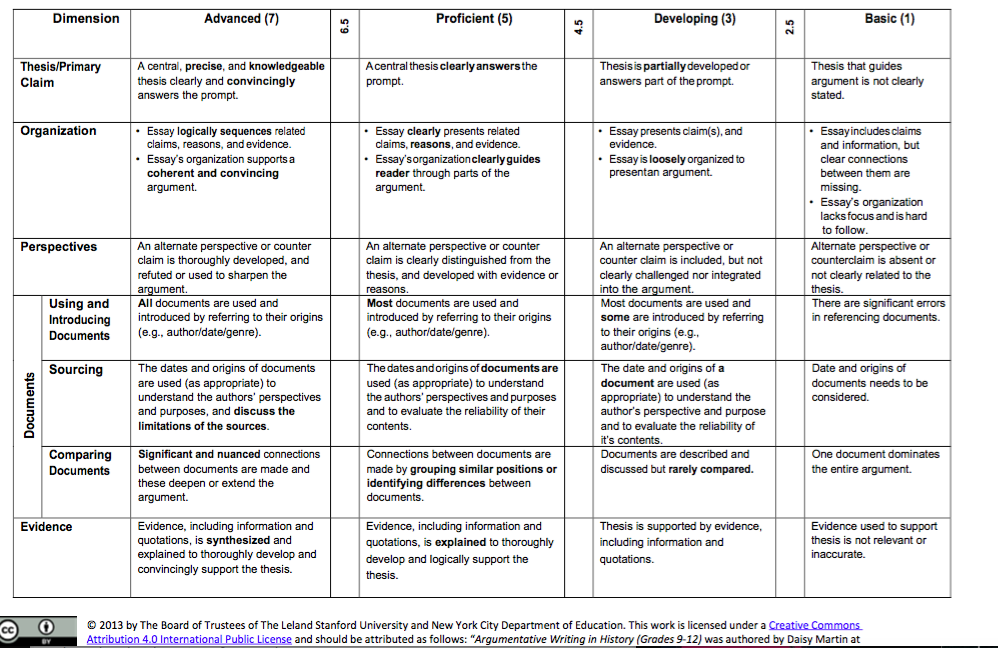 Dimension
Advanced (7)
6.5
Proficient (5)
4.5
Developing (3)
2.5
Basic (1)
Thesis/Primary
Claim
A central, precise, and knowledgeable
thesis clearly and convincingly
answers the prompt.
A central thesis clearly answers the
prompt.
Thesis is partially developed or
answers part of the prompt.
Thesis that guides
argument is not clearly
stated.
Organization
• Essay logically sequences related
claims, reasons, and evidence.
• Essay's organization supports a
coherent and convincing
argument.
• Essay clearly presents related
claims, reasons, and evidence.
• Essay's organization clearly guides
reader through parts of the
argument.
• Essay presents claim(s), and
evidence.
• Essay is loosely organized to
present an argument.
• Essay includes claims
and information, but
clear connections
between them are
missing.
• Essay's organization
lacks focus and is hard
to follow.
Perspectives
An alternate perspective or counter
claim is thoroughly developed, and
refuted or used to sharpen the
argument.
An alternate perspective or counter
claim is clearly distinguished from the
thesis, and developed with evidence or
reasons.
An alternate perspective or
counter claim is included, but not
clearly challenged nor integrated
into the argument.
Alternate perspective or
counterclaim is absent or
not clearly related to the
thesis.
Documents
Using and
Introducing
Documents
All documents are used and
introduced by referring to their origins
(e.g., author/date/genre).
Most documents are used and
introduced by referring to their origins
(e.g., author/date/genre).
Most documents are used and
some are introduced by referring
to their origins (e.g.,
author/date/genre).
There are significant errors
in referencing documents.
Sourcing
The dates and origins of documents
are used (as appropriate) to
understand the authors' perspectives
and purposes, and discuss the
limitations of the sources.
The dates and origins of documents are
used (as appropriate) to understand
the authors' perspectives and purposes
and to evaluate the reliability of their
contents.
The date and origins of a
document are used (as
appropriate) to understand the
author's perspective and purpose
and to evaluate the reliability of
it's contents.
Date and origins of
documents needs to be
considered.
Comparing
Documents
Significant and nuanced connections
between documents are made and
these deepen or extend the
argument.
Connections between documents are
made by grouping similar positions or
identifying differences between
documents.
Documents are described and
discussed but rarely compared.
One document dominates
the entire argument.
Evidence
Evidence, including information and
quotations, is synthesized and
explained to thoroughly develop and
convincingly support the thesis.
Evidence, including information and
quotations, is explained to thoroughly
develop and logically support the
thesis.
Thesis is supported by evidence,
including information and
quotations.
Evidence used to support
thesis is not relevant or
inaccurate.
cc
BY
© 2013 by The Board of Trustees of The Leland Stanford University and New York City Department of Education. This work is licensed under a Creative Commons
Attribution 4.0 International Public License and should be attributed as follows: "Argumentative Writing in History (Grades 9-12) was authored by Daisy Martin at